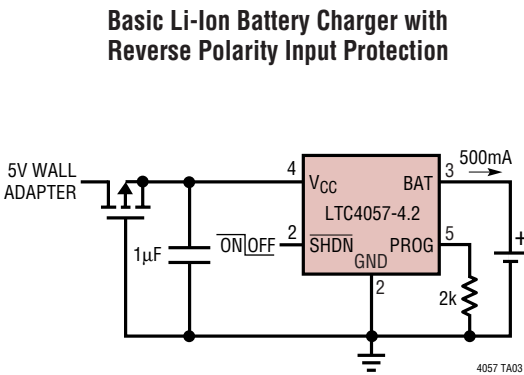 Basic Li-Ion Battery Charger with
Reverse Polarity Input Protection
5V WALL
ADAPTER
1µF
ON OFF
4
VCC
2
SHDN
LTC4057-4.2
BAT
3
500mA
PROG
5
GND
2
2k
+
4057 TA03